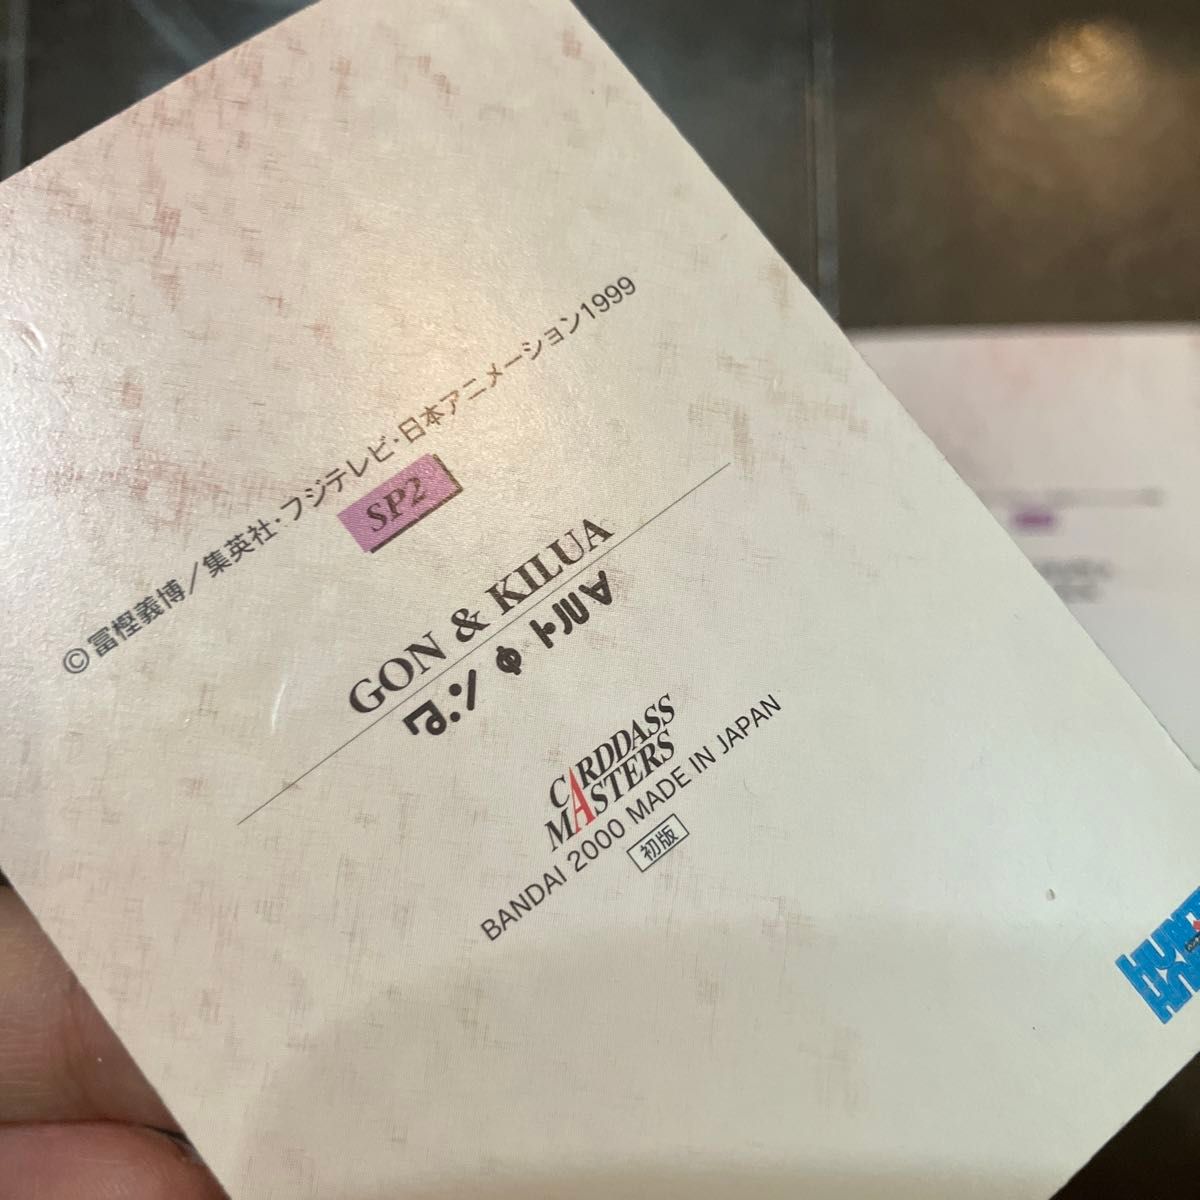 ©冨樫義博／集英社・フジテレビ・日本アニメーション1999
SP2
GON & KILUA
CARDDASS
MASTERS
BANDAI 2000 MADE IN JAPAN
初版